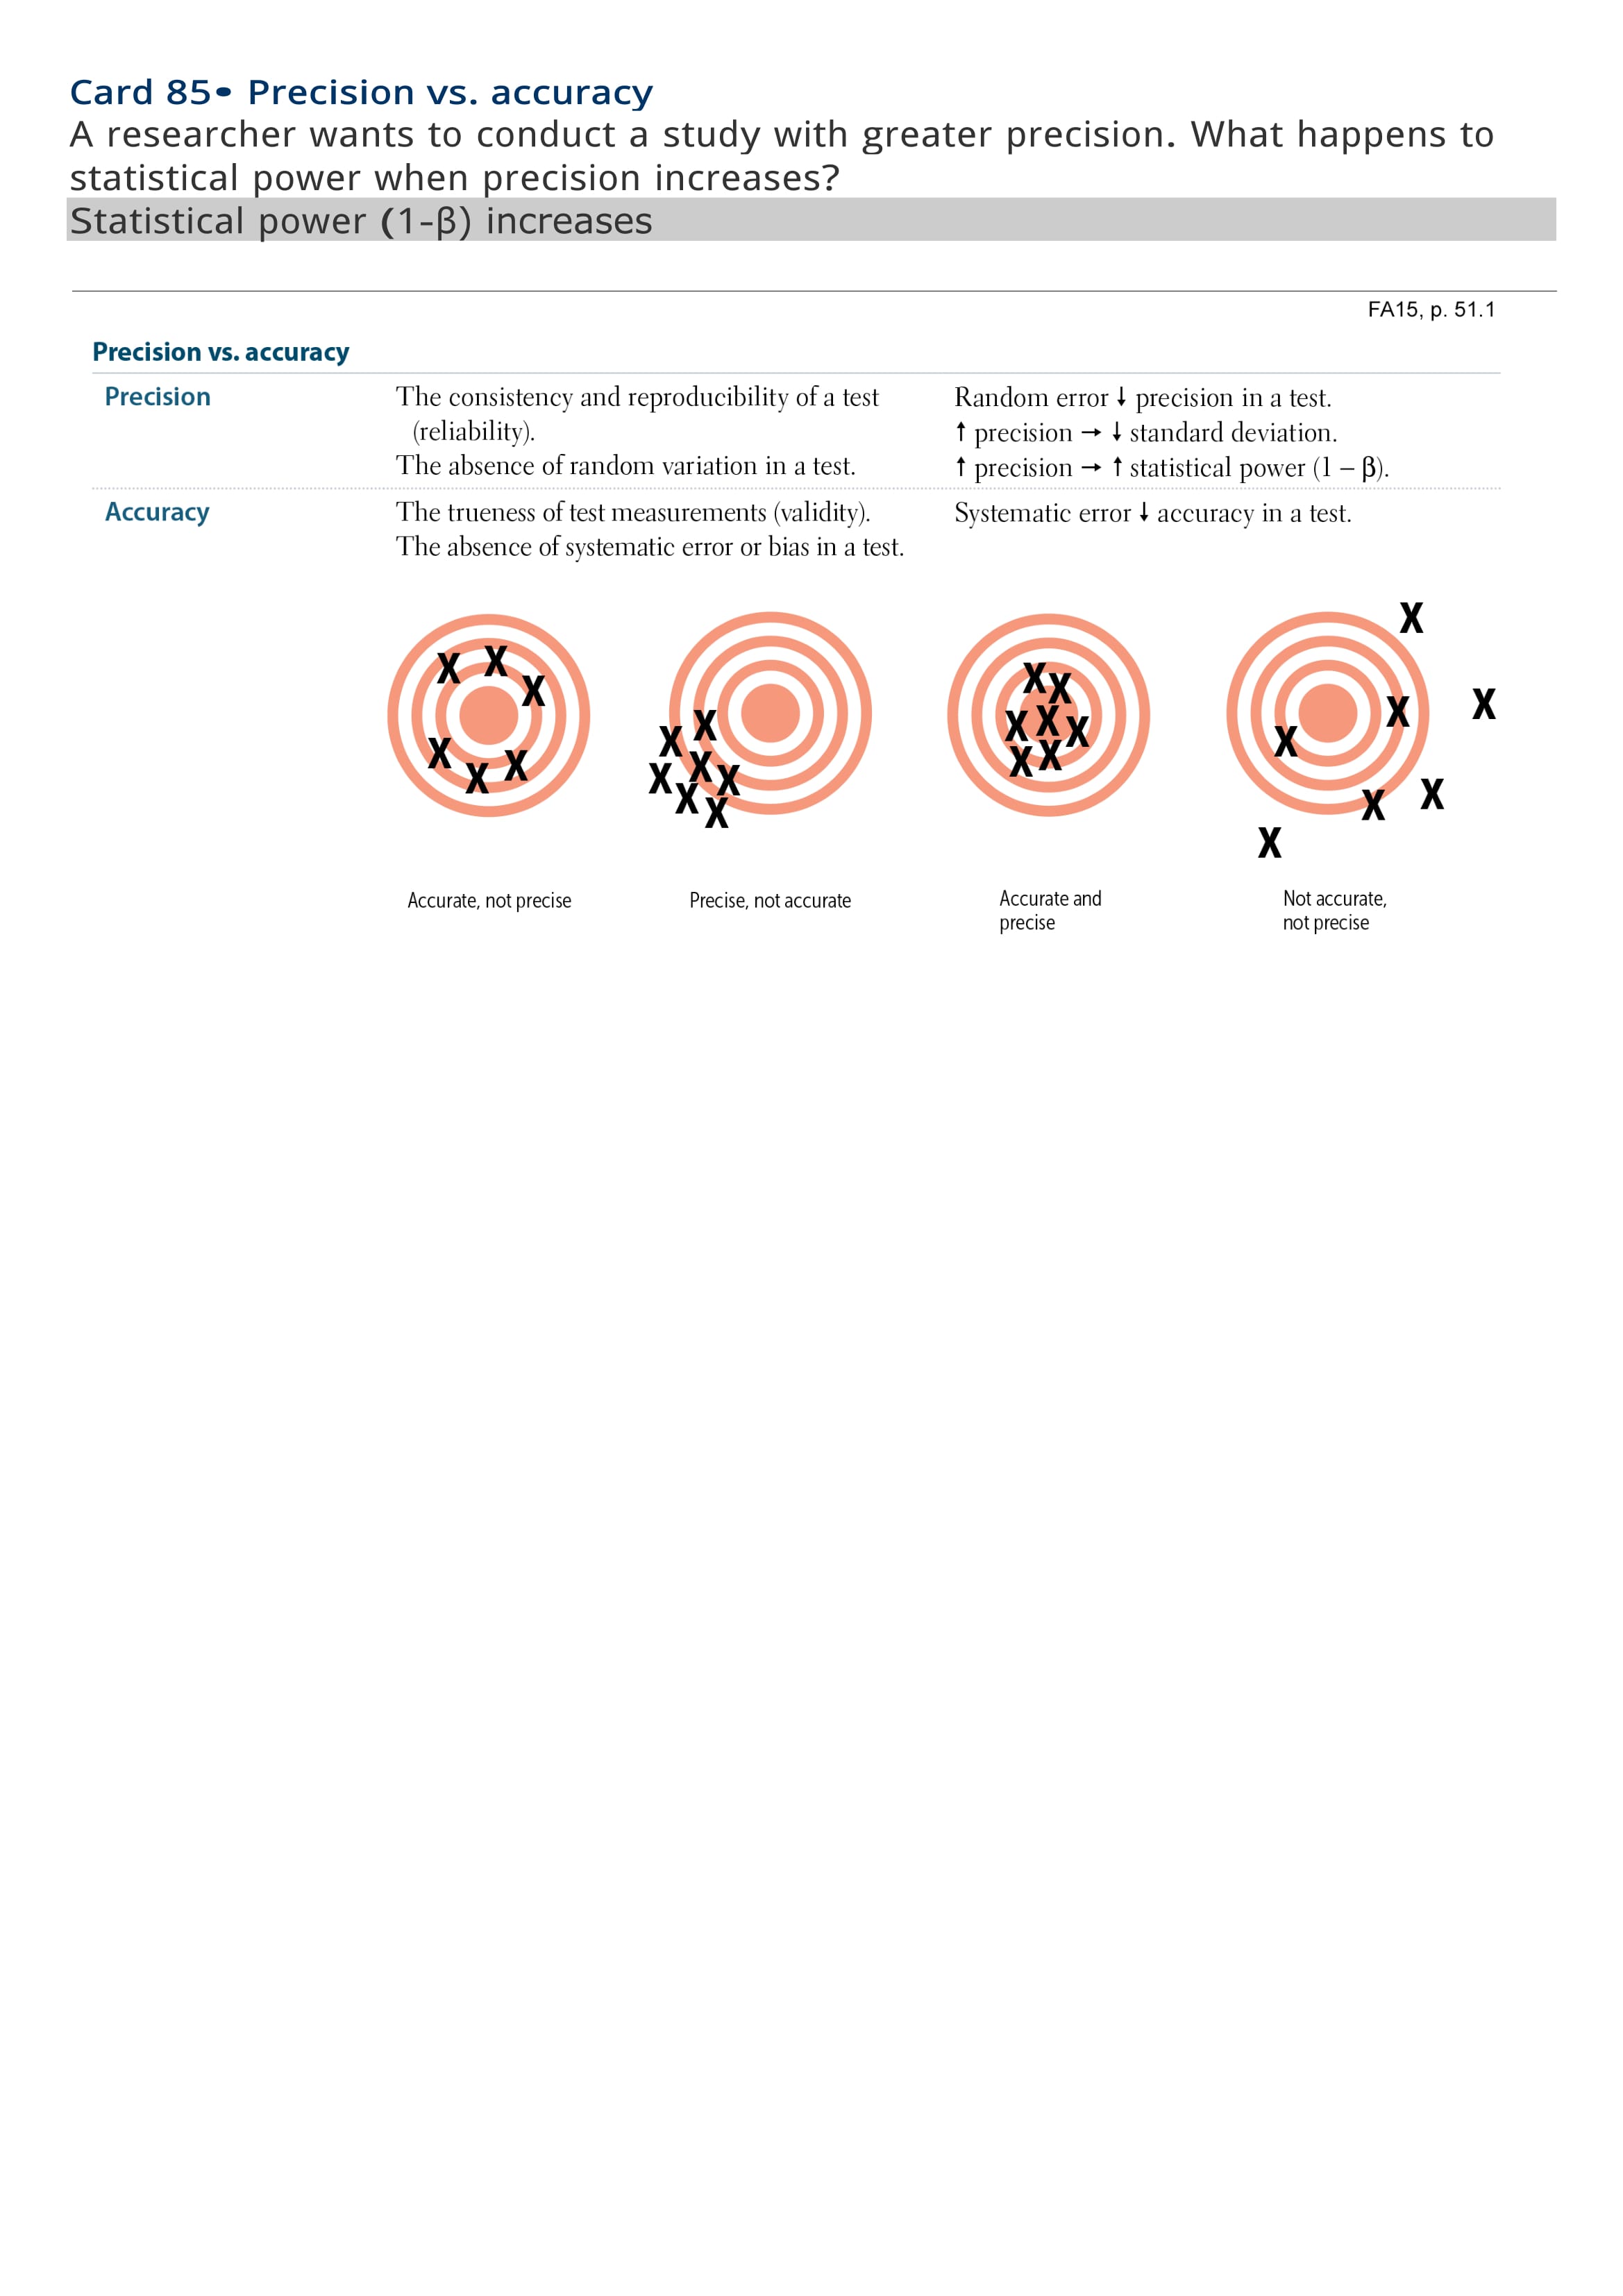 Card 85• Precision vs. accuracy
A researcher wants to conduct a study with greater precision. What happens to
statistical power when precision increases?
Statistical power (1-β) increases
FA15, p. 51.1
Precision vs. accuracy
Precision
The consistency and reproducibility of a test
(reliability).
The absence of random variation in a test.
Random error ↓ precision in a test.
↑ precision → ↓ standard deviation.
↑ precision → ↑ statistical power (1 – β).
Accuracy
The trueness of test measurements (validity).
The absence of systematic error or bias in a test.
Systematic error ↓ accuracy in a test.
X X X X X X
X X X X X X X
X X X X X X X
X X X X X X X
Accurate, not precise
Precise, not accurate
Accurate and
precise
Not accurate,
not precise